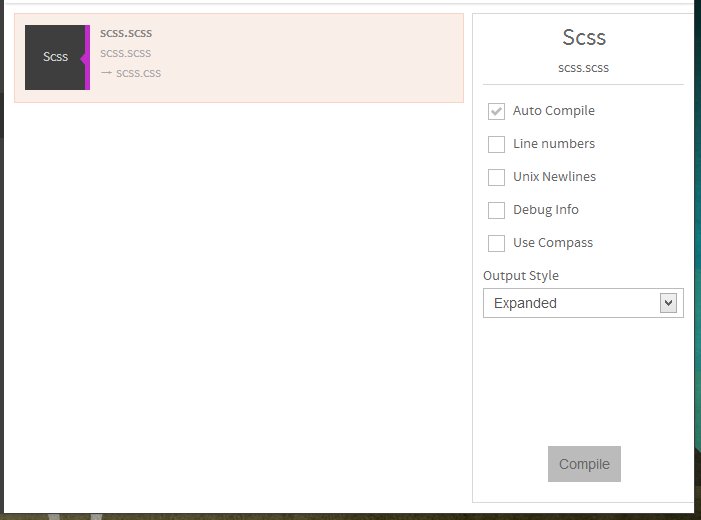 Scss
scss.scss
scss.scss
→ scss.css
Scss
scss.scss
Auto Compile
Line numbers
Unix Newlines
Debug Info
Use Compass
Output Style
Expanded
Compile